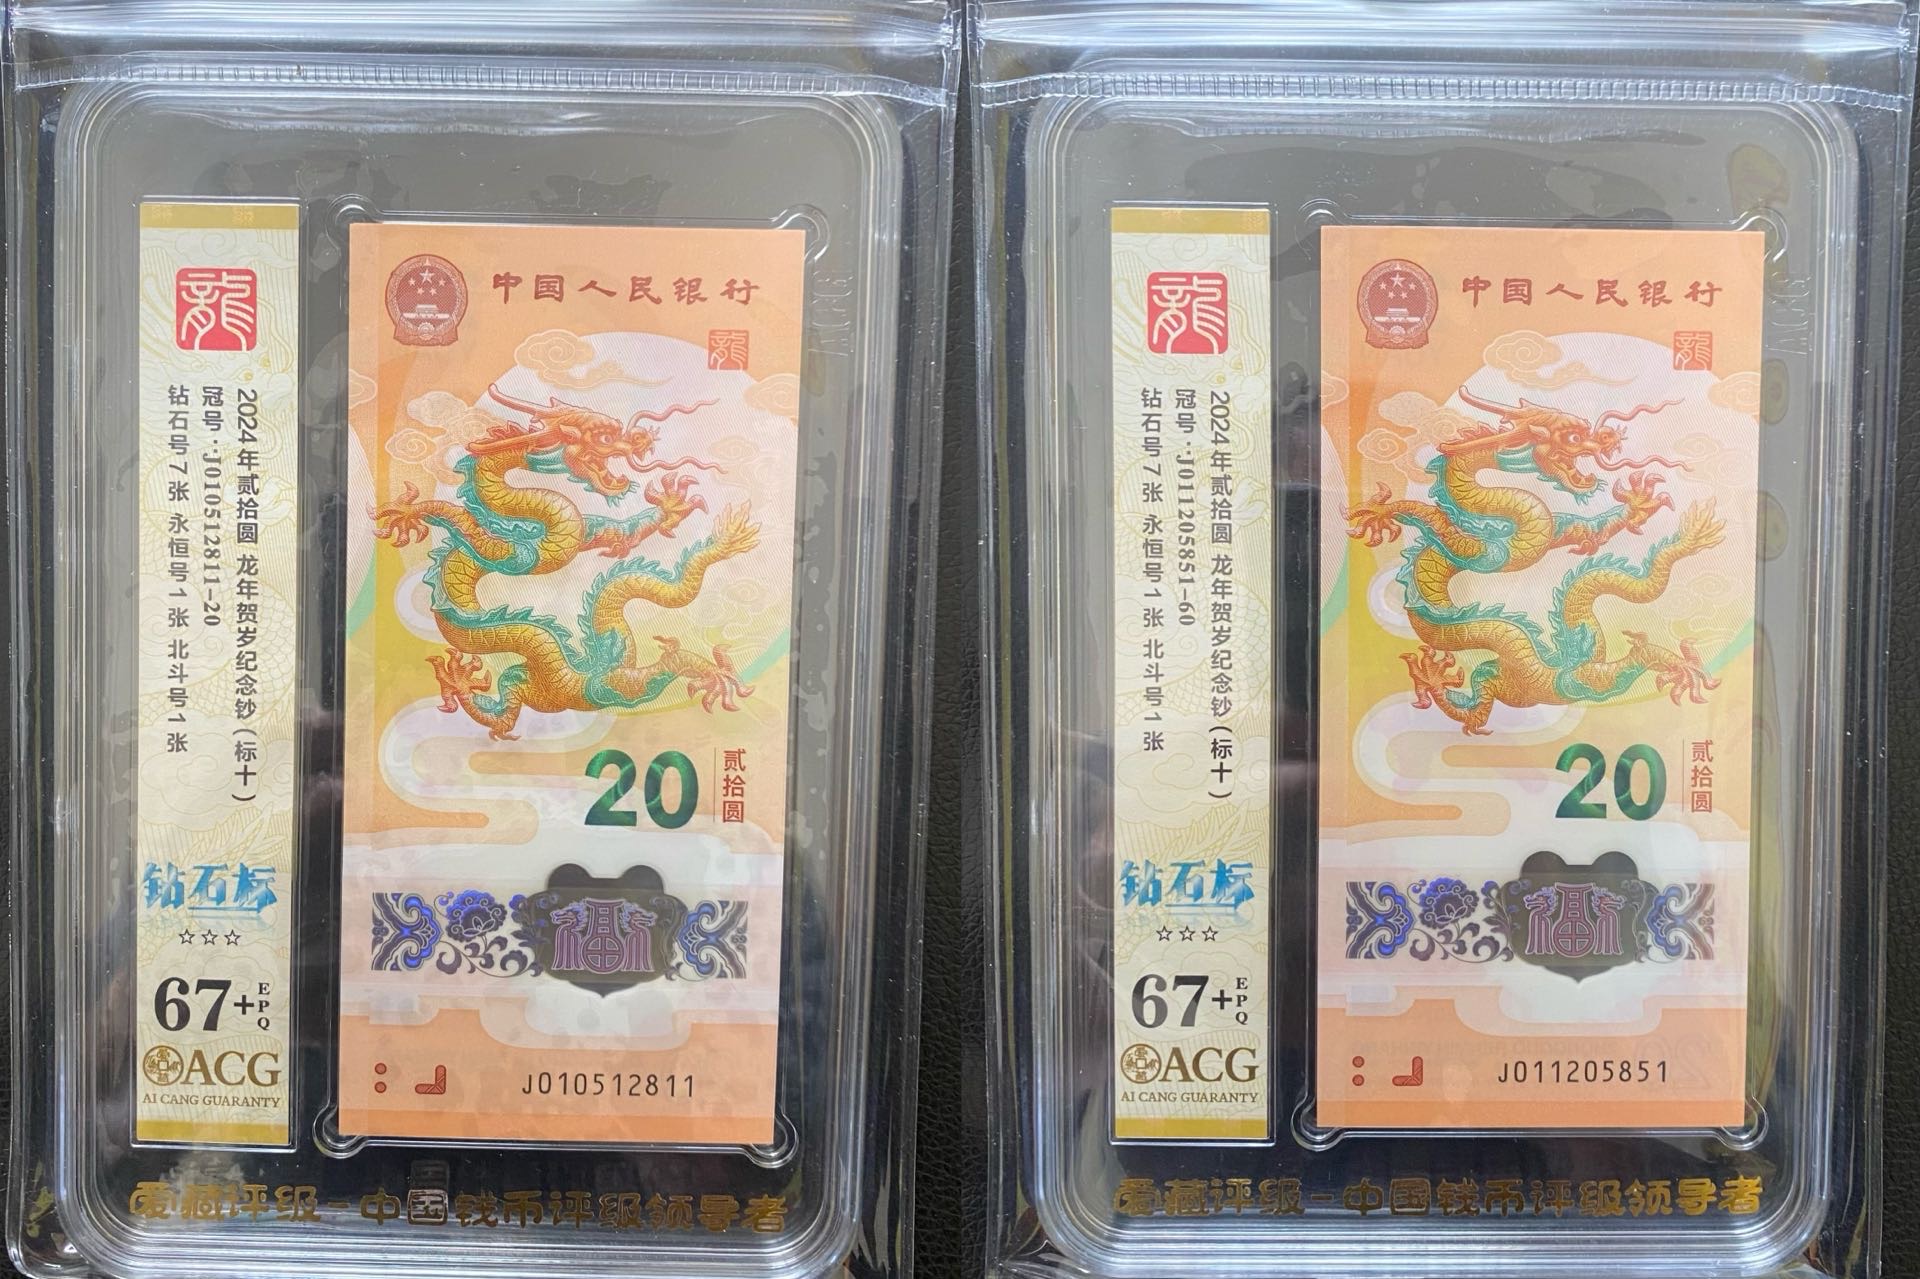 龍
2024年贰拾圆 龙年贺岁纪念钞(标十)
冠号:J010512811-20
钻石号7张 永恒号1张 北斗号1张
钻石标
☆☆☆
67+
EPQ
ACG
AI CANG GUARANTY
中国人民银行
龍
20
贰拾圆
福
J010512811
爱藏评级-中国钱币评级领导者
龍
2024年贰拾圆 龙年贺岁纪念钞(标十)
冠号:J011205851-60
钻石号7张 永恒号1张 北斗号1张
钻石标
☆☆☆
67+
EPQ
ACG
AI CANG GUARANTY
中国人民银行
龍
20
贰拾圆
福
J011205851
爱藏评级-中国钱币评级领导者